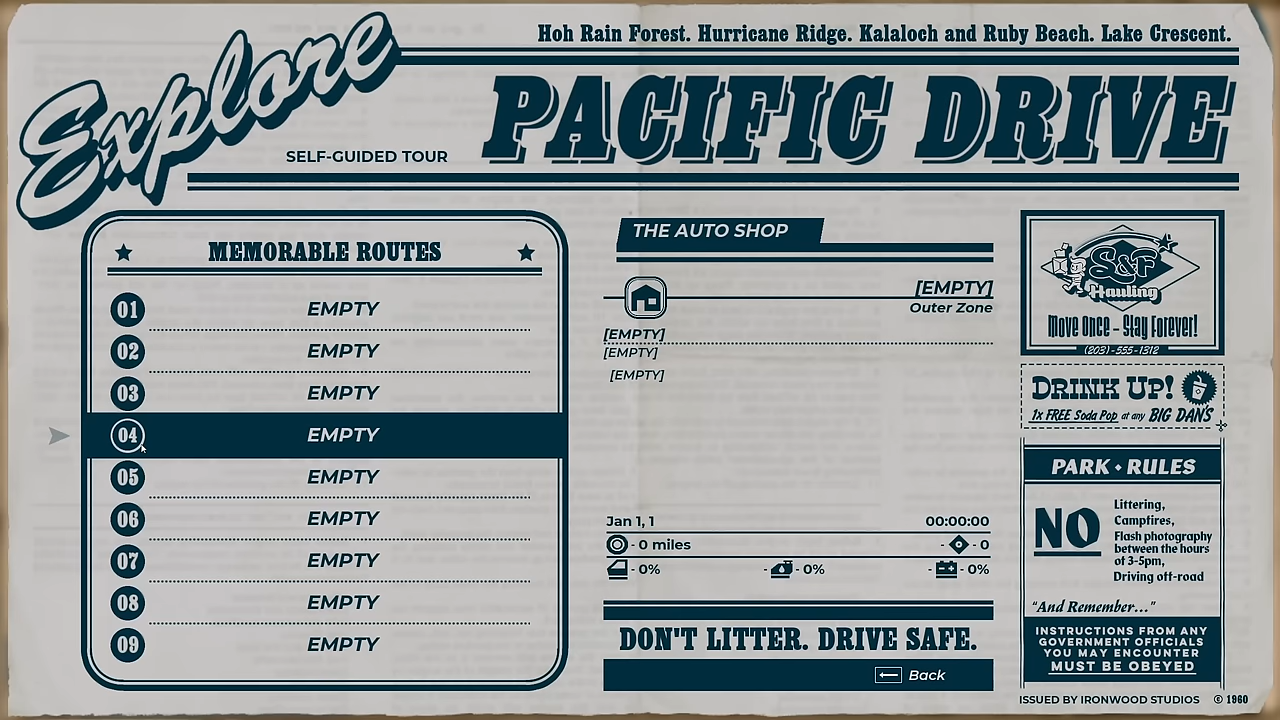 Explore
Hoh Rain Forest. Hurricane Ridge. Kalaloch and Ruby Beach. Lake Crescent.
PACIFIC DRIVE
SELF-GUIDED TOUR
MEMORABLE ROUTES
01 EMPTY
02 EMPTY
03 EMPTY
04 EMPTY
05 EMPTY
06 EMPTY
07 EMPTY
08 EMPTY
09 EMPTY
THE AUTO SHOP
[EMPTY]
Outer Zone
[EMPTY]
[EMPTY]
[EMPTY]
Jan 1, 1 00:00:00
- 0 miles - - 0
- 0% - - 0% - - 0%
DON'T LITTER. DRIVE SAFE.
Back
S&F
Hauling
Move Once - Stay Forever!
(203)-555-1312
DRINK UP!
1x FREE Soda Pop at any BIG DAN'S
PARK • RULES
NO
Littering,
Campfires,
Flash photography
between the hours
of 3-5pm,
Driving off-road
"And Remember..."
INSTRUCTIONS FROM ANY
GOVERNMENT OFFICIALS
YOU MAY ENCOUNTER
MUST BE OBEYED
ISSUED BY IRONWOOD STUDIOS © 1960